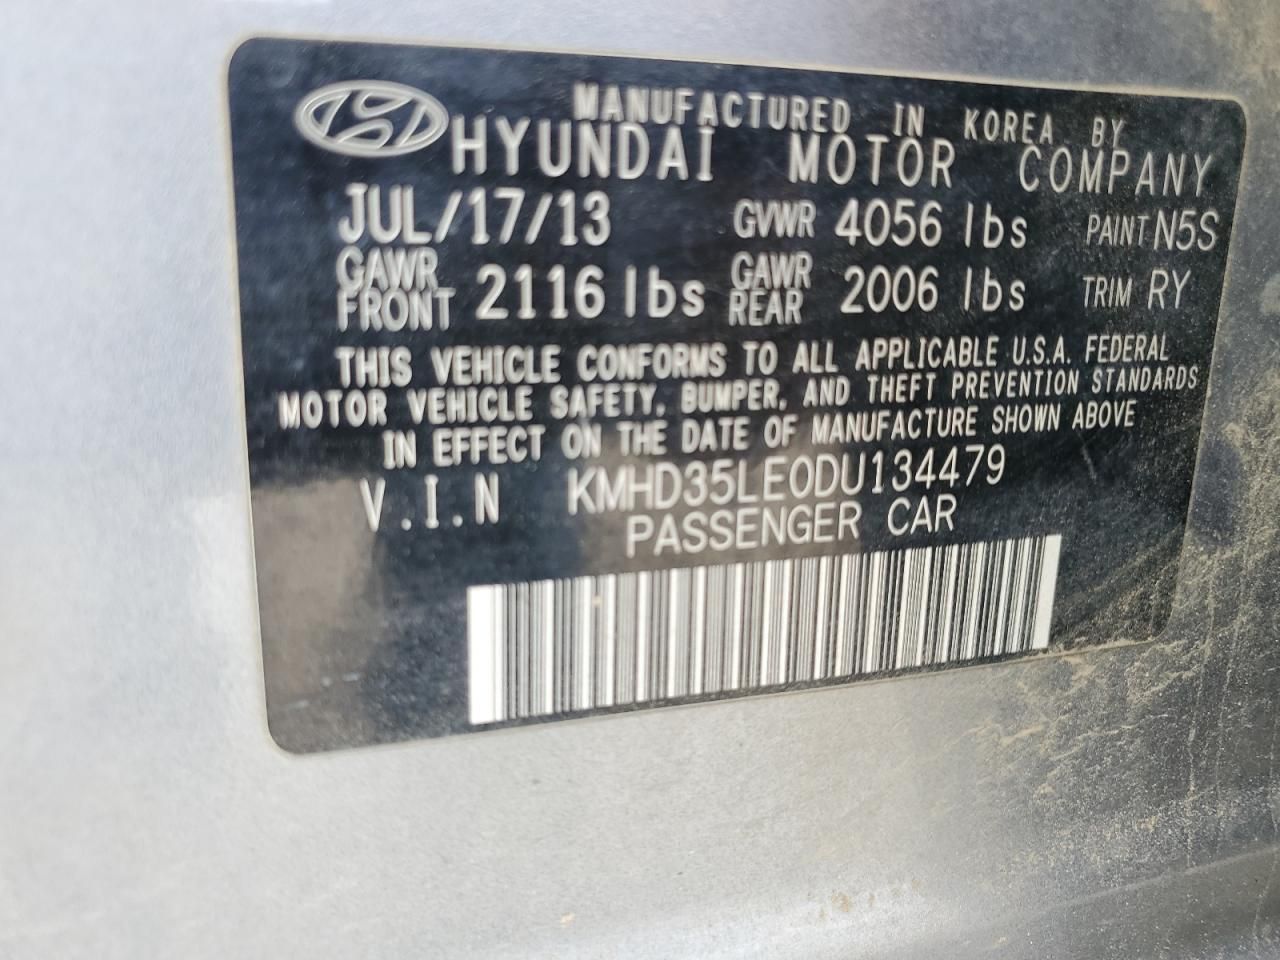 MANUFACTURED IN KOREA BY
HYUNDAI MOTOR COMPANY
JUL/17/13 GVWR 4056 lbs PAINT N5S
GAWR FRONT 2116 lbs GAWR REAR 2006 lbs TRIM RY
THIS VEHICLE CONFORMS TO ALL APPLICABLE U.S.A. FEDERAL
MOTOR VEHICLE SAFETY, BUMPER, AND THEFT PREVENTION STANDARDS
IN EFFECT ON THE DATE OF MANUFACTURE SHOWN ABOVE
V.I.N KMHD35LE0DU134479
PASSENGER CAR